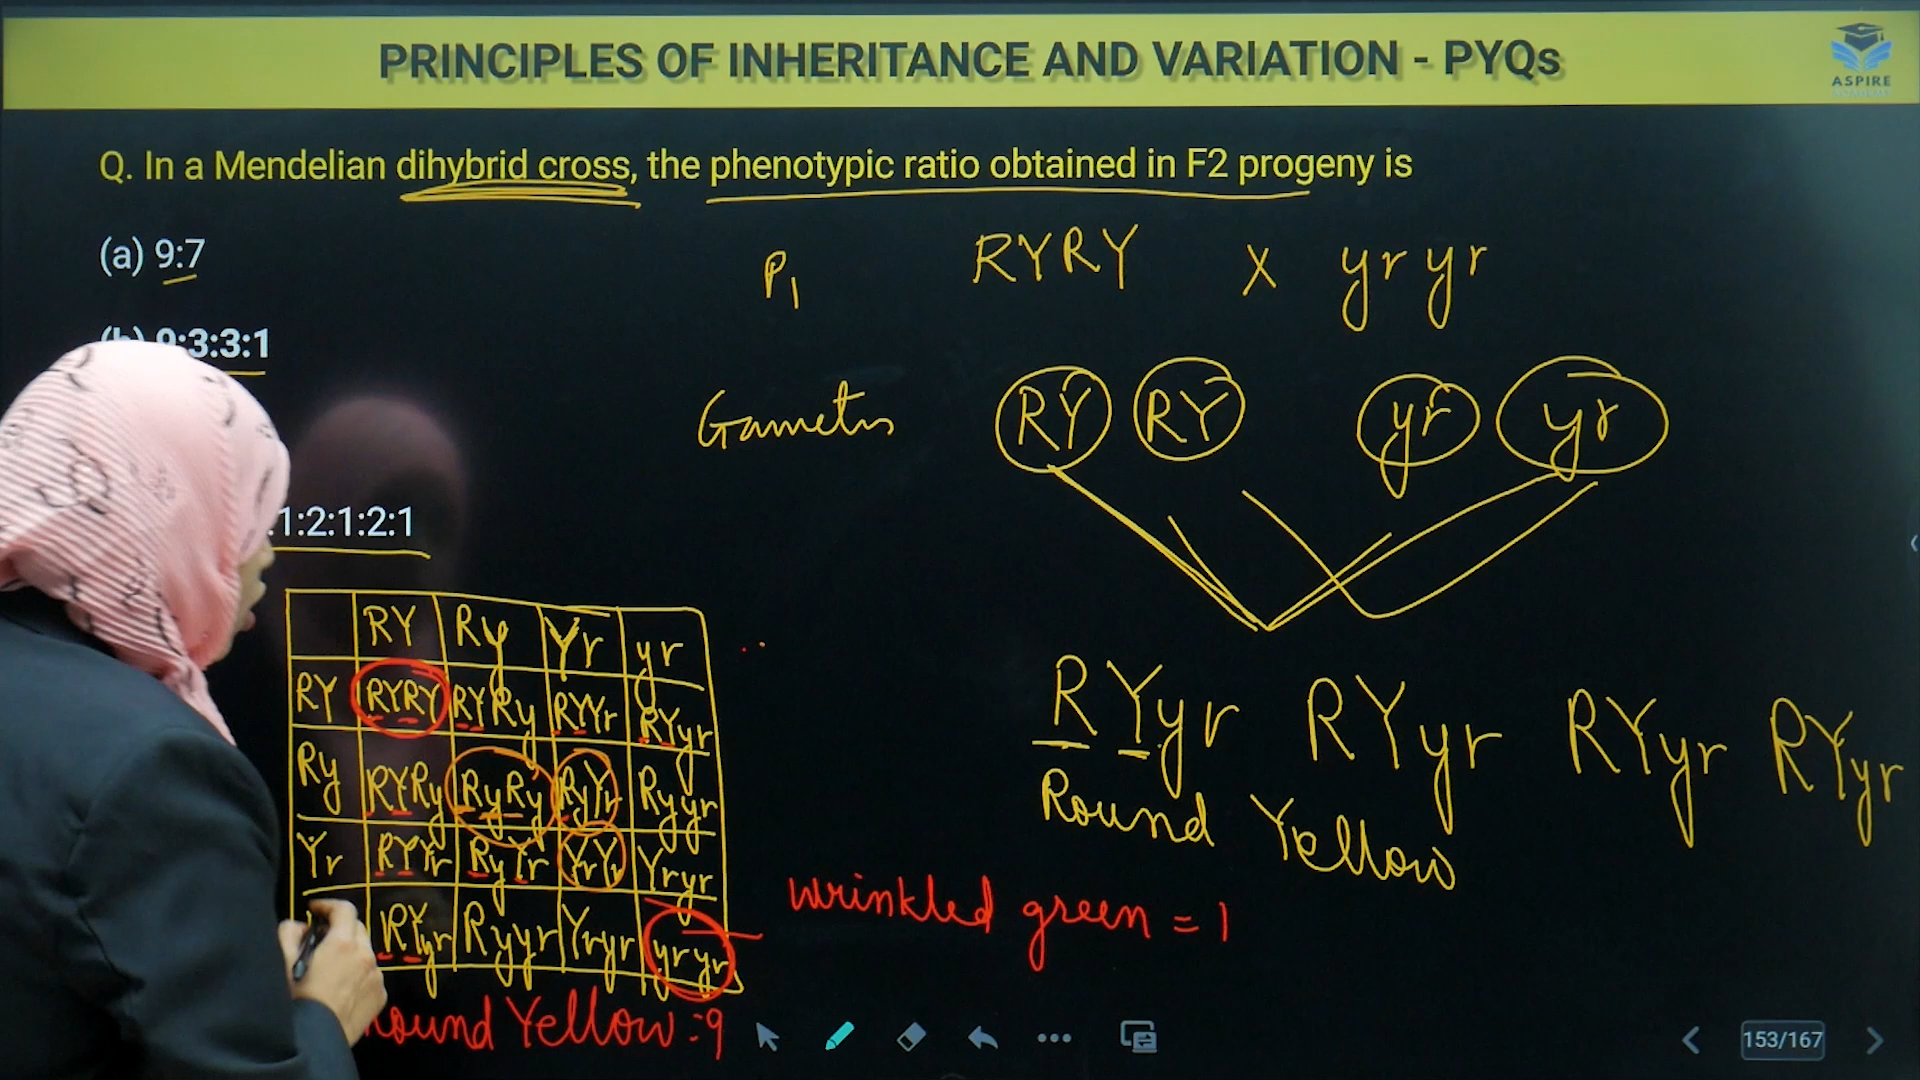 PRINCIPLES OF INHERITANCE AND VARIATION - PYQs
ASPIRE
Q. In a Mendelian dihybrid cross, the phenotypic ratio obtained in F2 progeny is
(a) 9:7
P1 RYRY X yryr
(b) 9:3:3:1
Gametes RY RY yr yr
1:2:1:2:1
RY Ry Yr yr
RY RYRY RYRy RYYr RYyr
Ry RYRy RyRy RyYr Ryyr
Yr RYYr RyYr YrYr Yryr
RYyr Ryyr Yryr yryr
RYyr RYyr RYyr RYyr
Round Yellow
wrinkled green = 1
Round Yellow :9
153/167